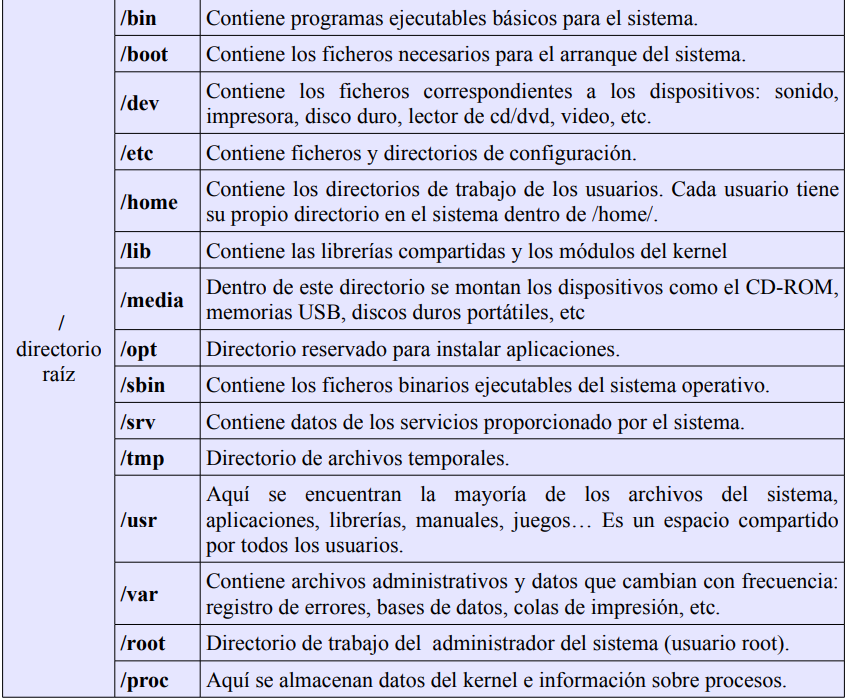 /bin Contiene programas ejecutables básicos para el sistema.
/boot Contiene los ficheros necesarios para el arranque del sistema.
/dev Contiene los ficheros correspondientes a los dispositivos: sonido,
impresora, disco duro, lector de cd/dvd, video, etc.
/etc Contiene ficheros y directorios de configuración.
/home Contiene los directorios de trabajo de los usuarios. Cada usuario tiene
su propio directorio en el sistema dentro de /home/.
/lib Contiene las librerías compartidas y los módulos del kernel
/media Dentro de este directorio se montan los dispositivos como el CD-ROM,
memorias USB, discos duros portátiles, etc
/
directorio
raíz
/opt Directorio reservado para instalar aplicaciones.
/sbin Contiene los ficheros binarios ejecutables del sistema operativo.
/srv Contiene datos de los servicios proporcionado por el sistema.
/tmp Directorio de archivos temporales.
/usr Aquí se encuentran la mayoría de los archivos del sistema,
aplicaciones, librerías, manuales, juegos… Es un espacio compartido
por todos los usuarios.
/var Contiene archivos administrativos y datos que cambian con frecuencia:
registro de errores, bases de datos, colas de impresión, etc.
/root Directorio de trabajo del administrador del sistema (usuario root).
/proc Aquí se almacenan datos del kernel e información sobre procesos.